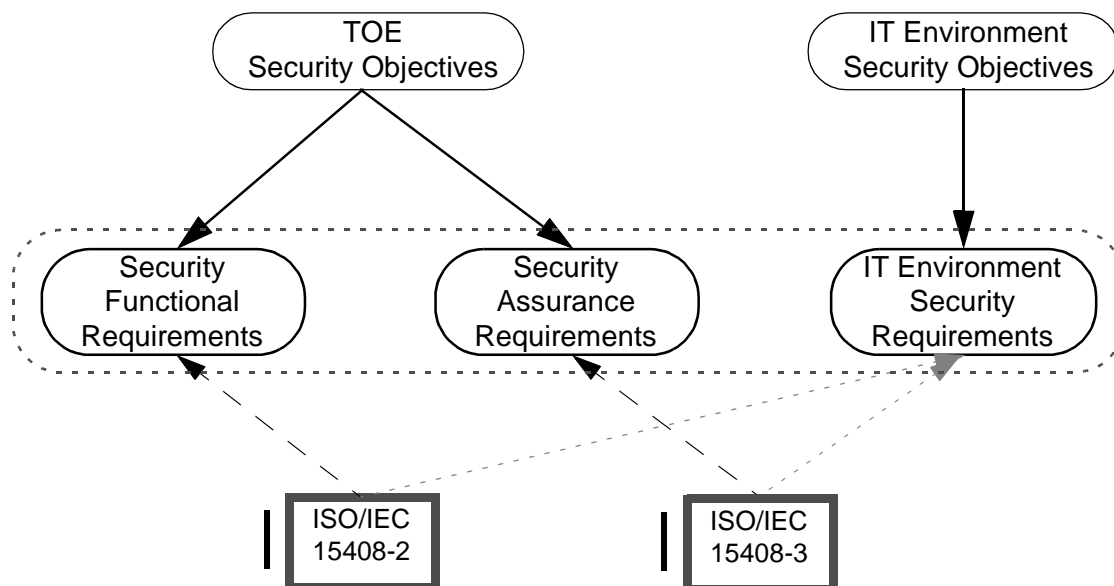 TOE
Security Objectives
IT Environment
Security Objectives
Security
Functional
Requirements
Security
Assurance
Requirements
IT Environment
Security
Requirements
ISO/IEC
15408-2
ISO/IEC
15408-3